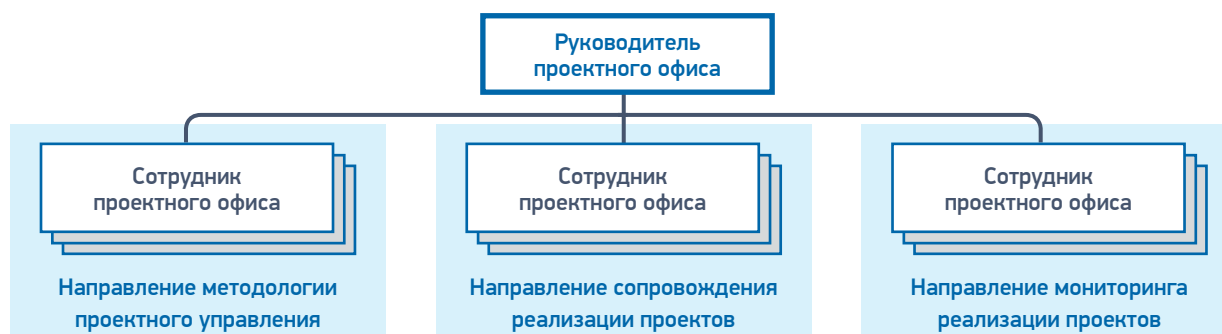 Руководитель
проектного офиса
Сотрудник
проектного офиса
Направление методологии
проектного управления
Сотрудник
проектного офиса
Направление сопровождения
реализации проектов
Сотрудник
проектного офиса
Направление мониторинга
реализации проектов